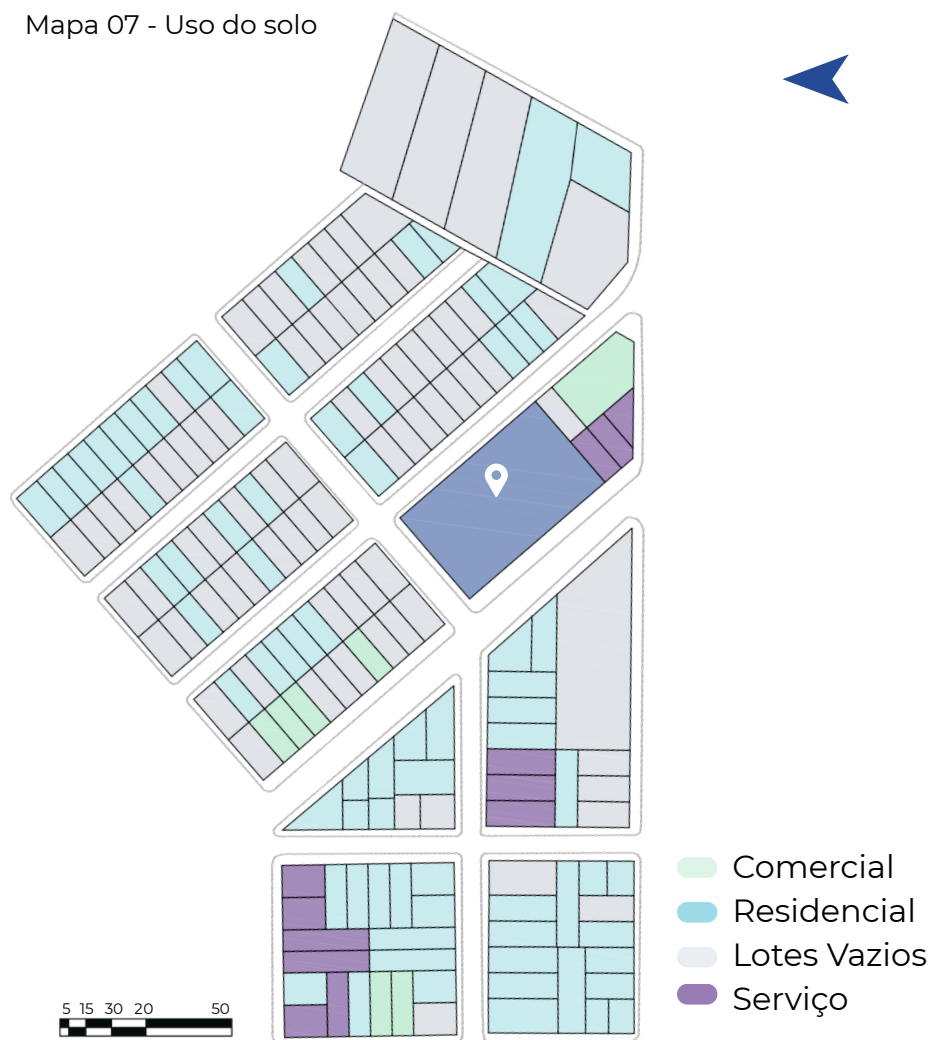 Mapa 07 - Uso do solo
Comercial
Residencial
Lotes Vazios
Serviço
5 15 30 20 50